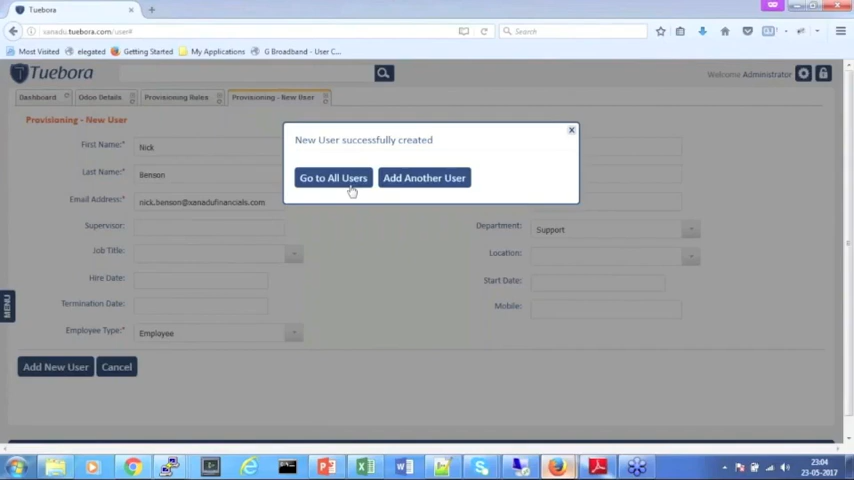 Tuebora
xanadu.tuebora.com/user#
Search
Most Visited
elegated
Getting Started
My Applications
G Broadband - User C...
Tuebora
Welcome Administrator
Dashboard
Odoo Details
Provisioning Rules
Provisioning - New User
Provisioning - New User
First Name:*
Nick
Last Name:*
Benson
Email Address:*
nick.benson@xanadufinancials.com
Supervisor:
Job Title:
Hire Date:
Termination Date:
Employee Type:*
Employee
Department:
Support
Location:
Start Date:
Mobile:
New User successfully created
Go to All Users
Add Another User
Add New User
Cancel
MENU
23:04
23-05-2017